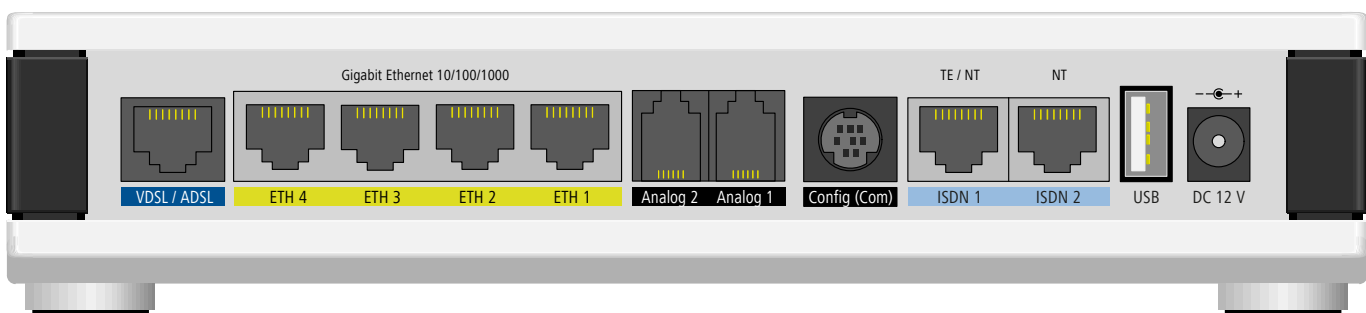 Gigabit Ethernet 10/100/1000
TE / NT
NT
- +
VDSL / ADSL
ETH 4
ETH 3
ETH 2
ETH 1
Analog 2
Analog 1
Config (Com)
ISDN 1
ISDN 2
USB
DC 12 V